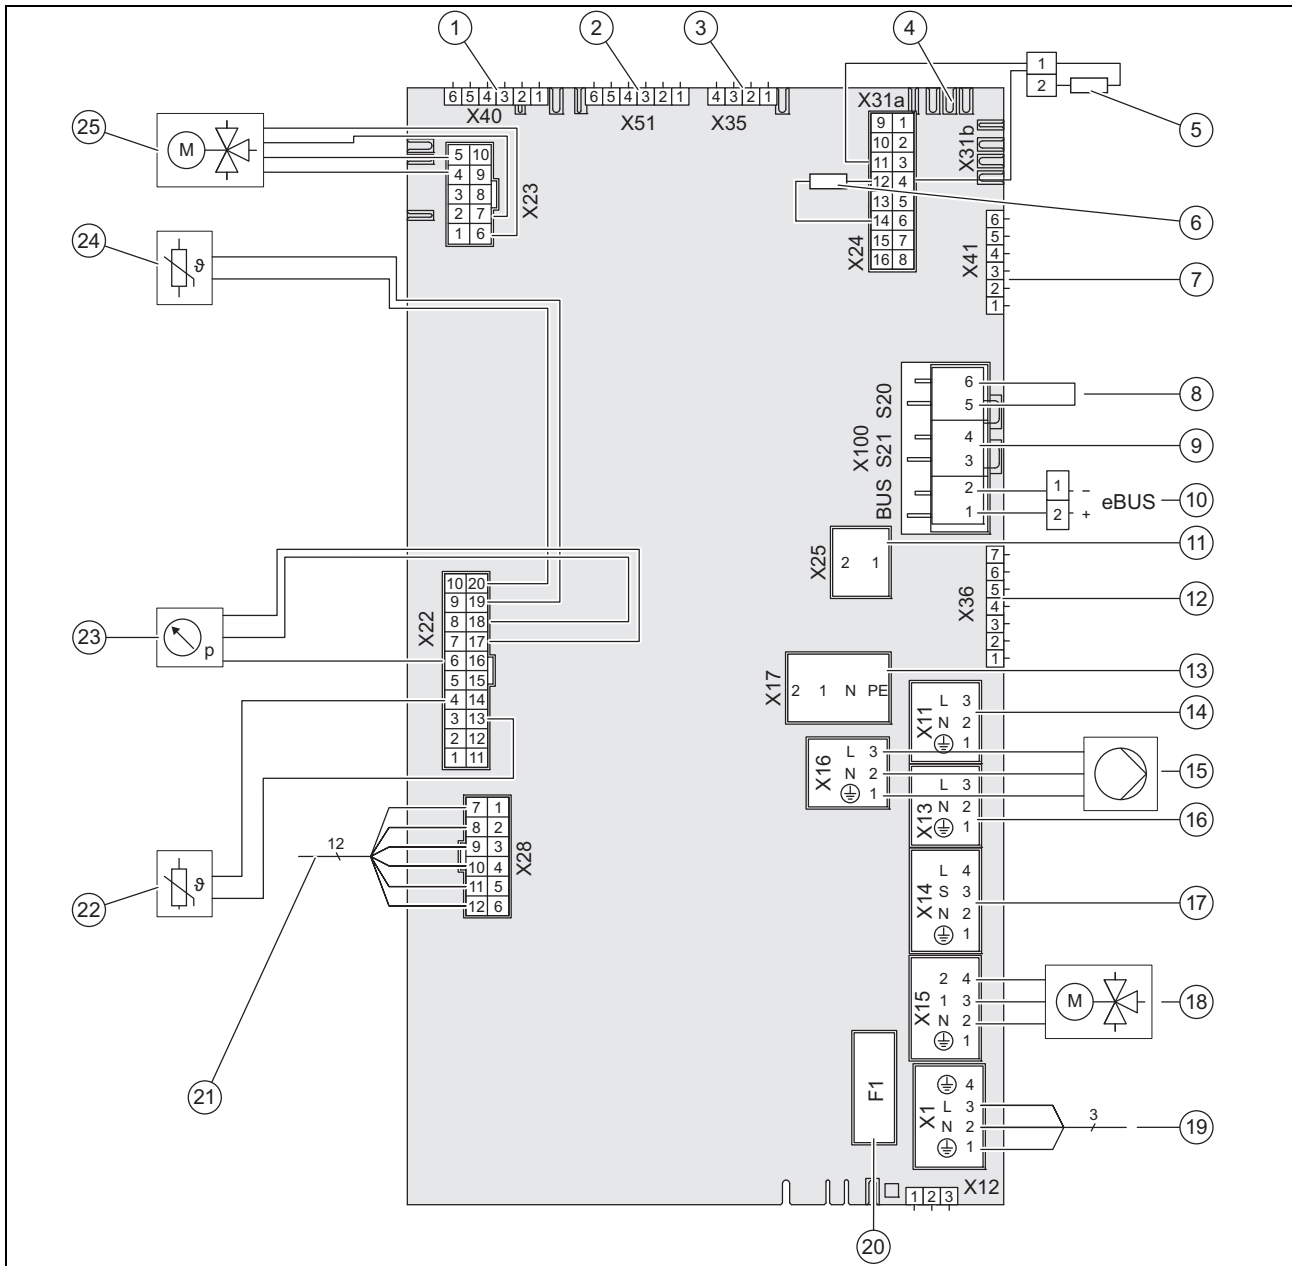 1
2
3
4
5
6
7
8
9
10
11
12
13
14
15
16
17
18
19
20
21
22
23
24
25
6 5 4 3 2 1
X40
6 5 4 3 2 1
X51
4 3 2 1
X35
X31a
X31b
1
2
9 1
10 2
11 3
12 4
13 5
14 6
15 7
16 8
X24
M
5 10
4 9
3 8
2 7
1 6
X23
ϑ
6
5
4
3
2
1
X41
6
5
4
3
2
1
S20
S21
BUS
X100
1 −
2 +
eBUS
X25
2 1
7
6
5
4
3
2
1
X36
p
10 20
9 19
8 18
7 17
6 16
5 15
4 14
3 13
2 12
1 11
X22
X17
2 1 N PE
X11
L 3
N 2
1
X16
L 3
N 2
1
X13
L 3
N 2
1
X14
L 4
S 3
N 2
1
X15
2 4
1 3
N 2
1
M
X1
4
L 3
N 2
1
3
12
7 1
8 2
9 3
10 4
11 5
12 6
X28
ϑ
F1
1 2 3
X12